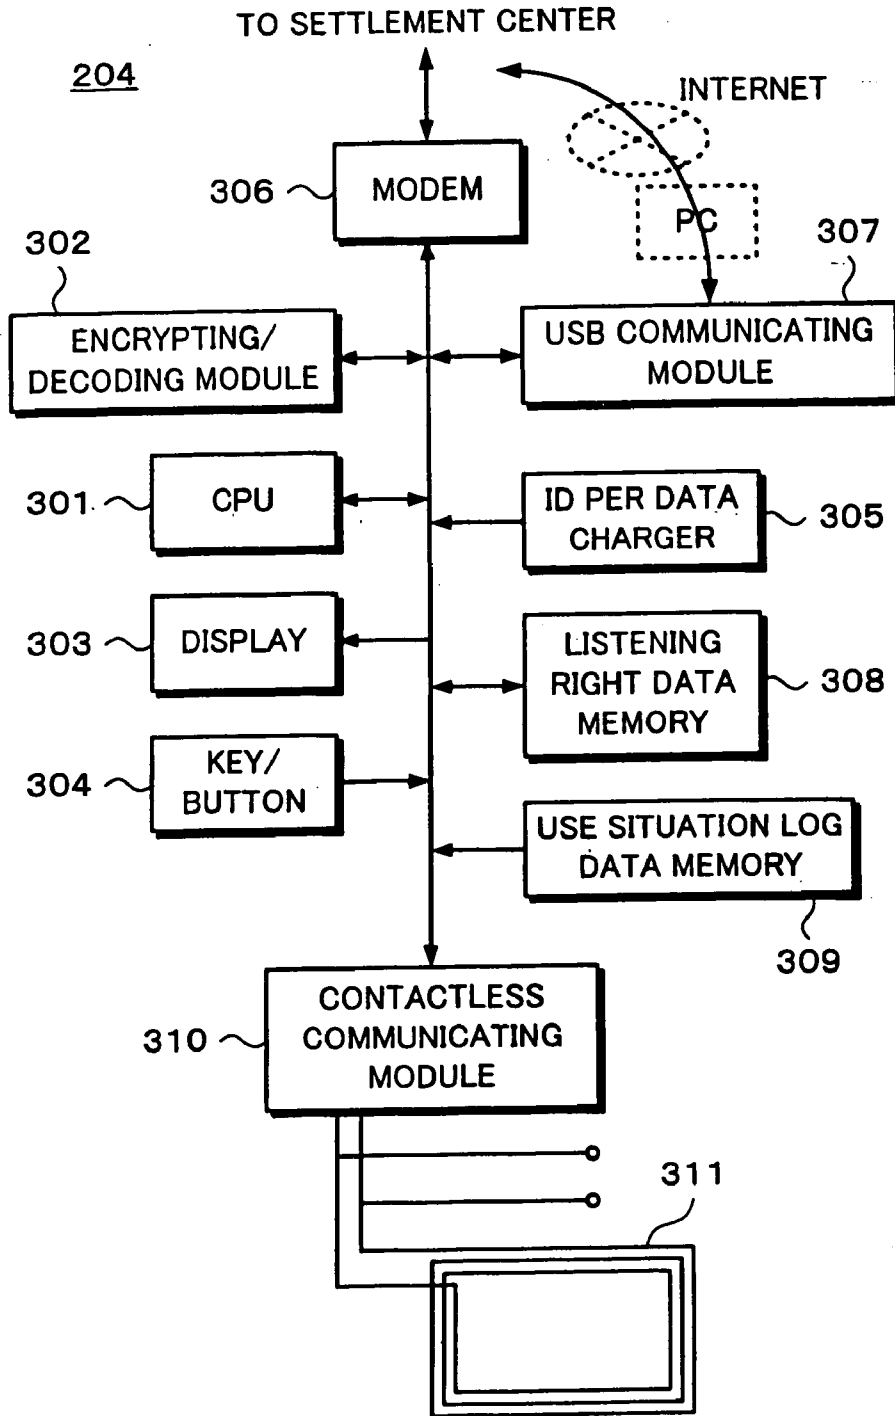 TO SETTLEMENT CENTER
204
INTERNET
306
MODEM
PC
302
307
ENCRYPTING/
DECODING MODULE
USB COMMUNICATING
MODULE
301
CPU
ID PER DATA
CHARGER
305
303
DISPLAY
LISTENING
RIGHT DATA
MEMORY
308
304
KEY/
BUTTON
USE SITUATION LOG
DATA MEMORY
309
310
CONTACTLESS
COMMUNICATING
MODULE
311